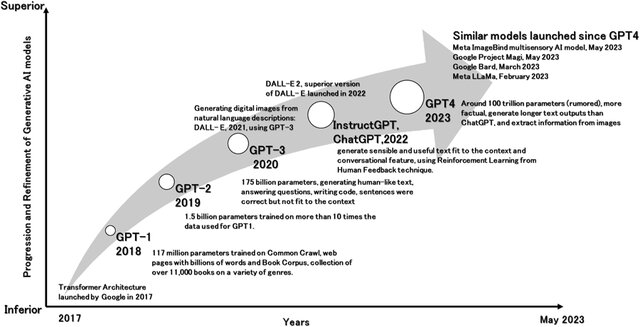 Superior
Similar models launched since GPT4
Meta ImageBind multisensory AI model, May 2023
Google Project Magi, May 2023
Google Bard, March 2023
Meta LLaMa, February 2023
DALL-E 2, superior version
of DALL- E launched in 2022
Generating digital images from
natural language descriptions:
DALL- E, 2021, using GPT-3
GPT4
2023
Around 100 trillion parameters (rumored), more
factual, generate longer text outputs than
ChatGPT, and extract information from images
InstructGPT,
ChatGPT,2022
generate sensible and useful text fit to the context and
conversational feature, using Reinforcement Learning from
Human Feedback technique.
GPT-3
2020
175 billion parameters, generating human-like text,
answering questions, writing code, sentences were
correct but not fit to the context
GPT-2
2019
1.5 billion parameters trained on more than 10 times the
data used for GPT1.
GPT-1
2018
117 million parameters trained on Common Crawl, web
pages with billions of words and Book Corpus, collection
of over 11,000 books on a variety of genres.
Transformer Architecture
launched by Google in 2017
Progression and Refinement of Generative AI models
Inferior
2017
Years
May 2023